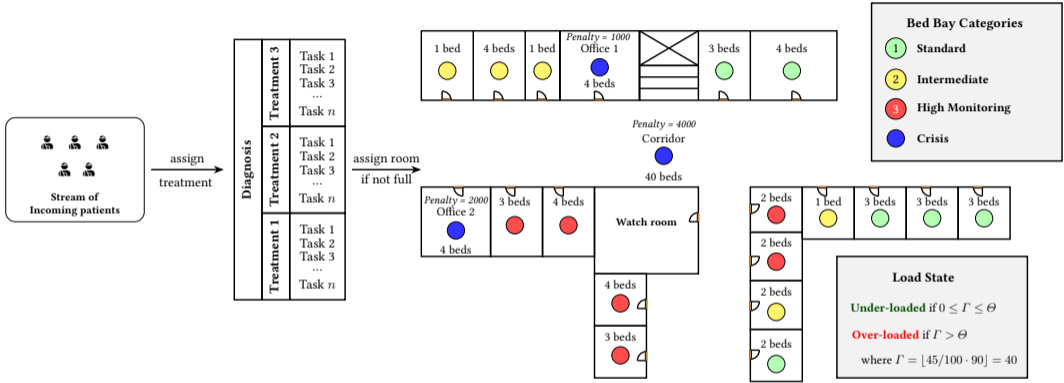 Stream of
Incoming patients
assign
treatment
Diagnosis
Treatment 3
Task 1
Task 2
Task 3
...
Task n
Treatment 2
Task 1
Task 2
Task 3
...
Task n
Treatment 1
Task 1
Task 2
Task 3
...
Task n
assign room
if not full
1 bed
4 beds
1 bed
Penalty = 1000
Office 1
4 beds
3 beds
4 beds
Penalty = 4000
Corridor
40 beds
Penalty = 2000
Office 2
4 beds
3 beds
4 beds
Watch room
4 beds
3 beds
2 beds
1 bed
3 beds
3 beds
3 beds
2 beds
2 beds
2 beds
Bed Bay Categories
1 Standard
2 Intermediate
3 High Monitoring
Crisis
Load State
Under-loaded if 0 ≤ Γ ≤ Θ
Over-loaded if Γ > Θ
where Γ = ⌊45/100 · 90⌋ = 40